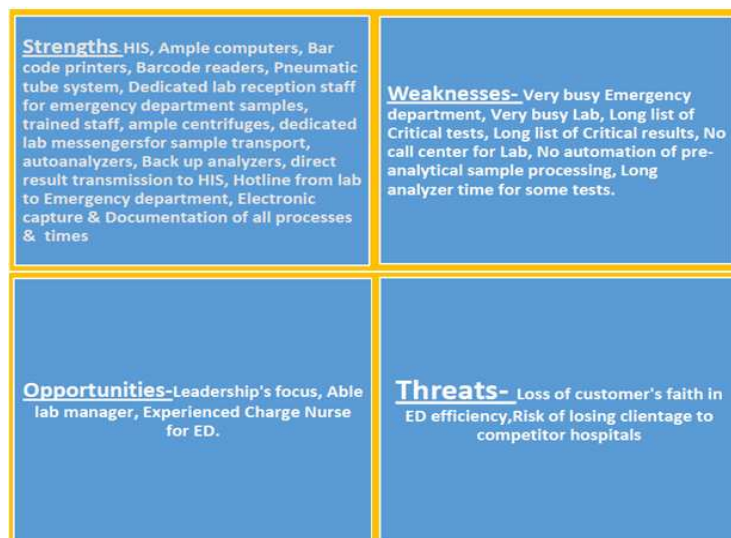 Strengths HIS, Ample computers, Bar
code printers, Barcode readers, Pneumatic
tube system, Dedicated lab reception staff
for emergency department samples,
trained staff, ample centrifuges, dedicated
lab messengersfor sample transport,
autoanalyzers, Back up analyzers, direct
result transmission to HIS, Hotline from lab
to Emergency department, Electronic
capture & Documentation of all processes
& times
Weaknesses- Very busy Emergency
department, Very busy Lab, Long list of
Critical tests, Long list of Critical results, No
call center for Lab, No automation of pre-
analytical sample processing, Long
analyzer time for some tests.
Opportunities-Leadership's focus, Able
lab manager, Experienced Charge Nurse
for ED.
Threats- Loss of customer's faith in
ED efficiency,Risk of losing clientage to
competitor hospitals